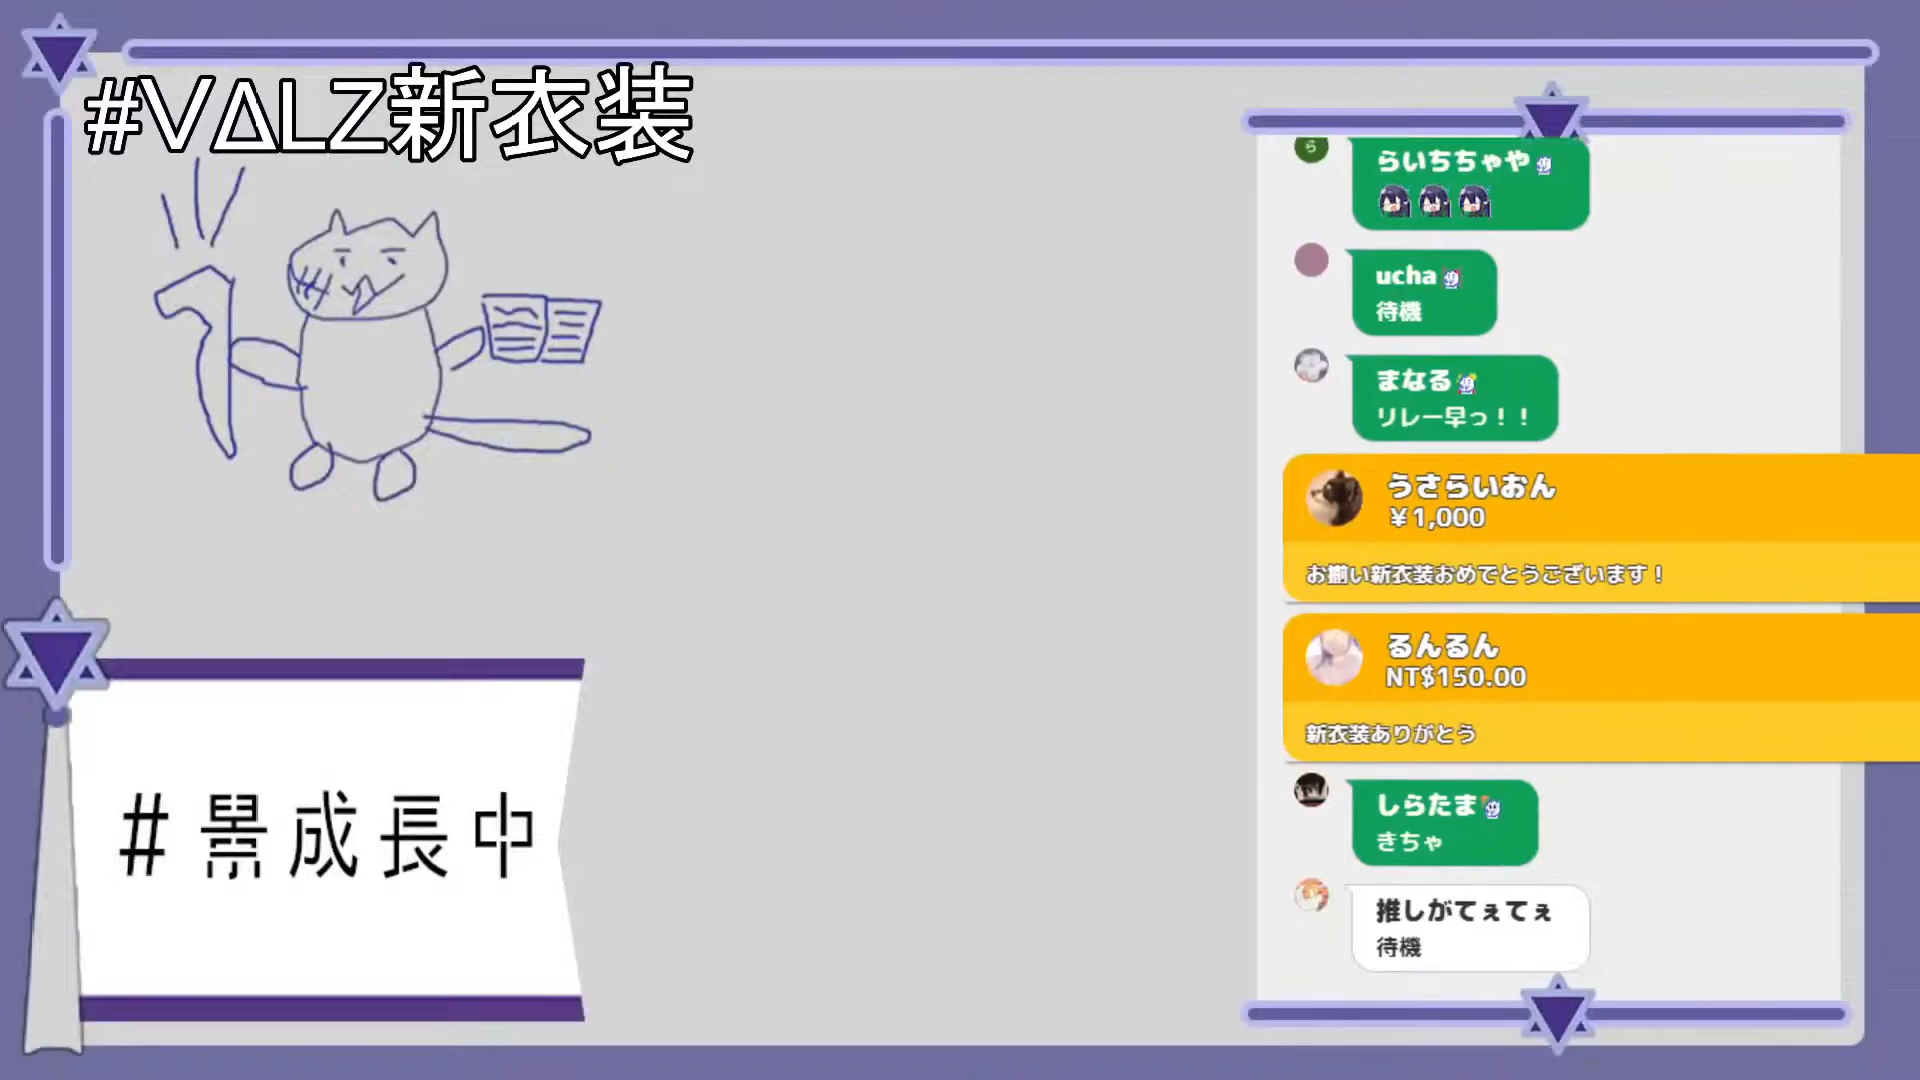 #VALZ新衣装
ら
らいちちゃや
ucha
待機
まなる
リレー早っ！！
うさらいおん
￥1,000
お揃い新衣装おめでとうございます！
るんるん
NT$150.00
新衣装ありがとう
しらたま
きちゃ
推しがてぇてぇ
待機
#景成長中